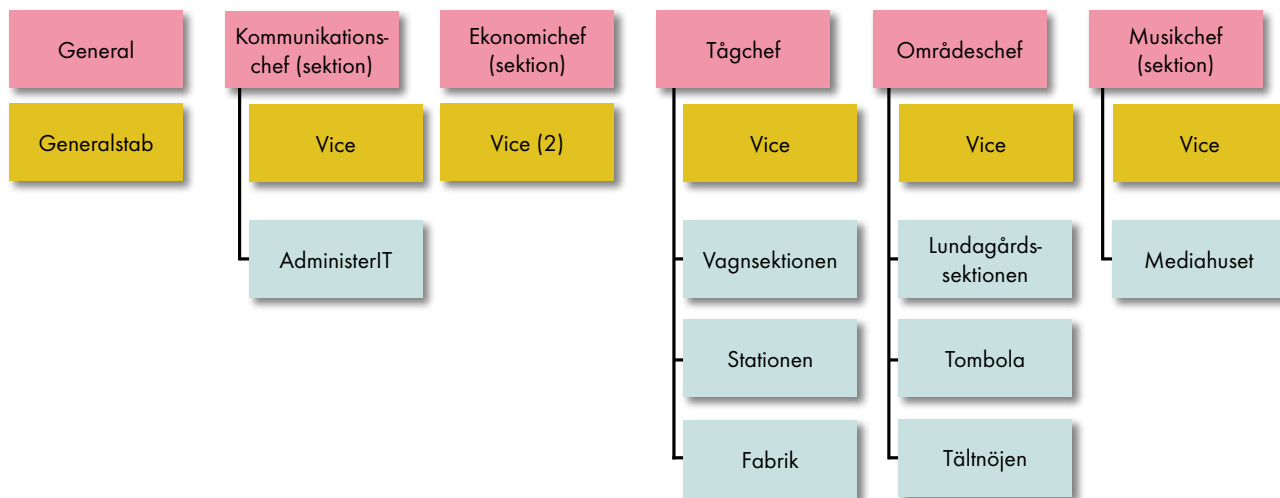 General
Kommunikations-
chef (sektion)
Ekonomichef
(sektion)
Tågchef
Områdeschef
Musikchef
(sektion)
Generalstab
Vice
Vice (2)
Vice
Vice
Vice
AdministerIT
Vagnsektionen
Lundagårds-
sektionen
Mediahuset
Stationen
Tombola
Fabrik
Tältnöjen